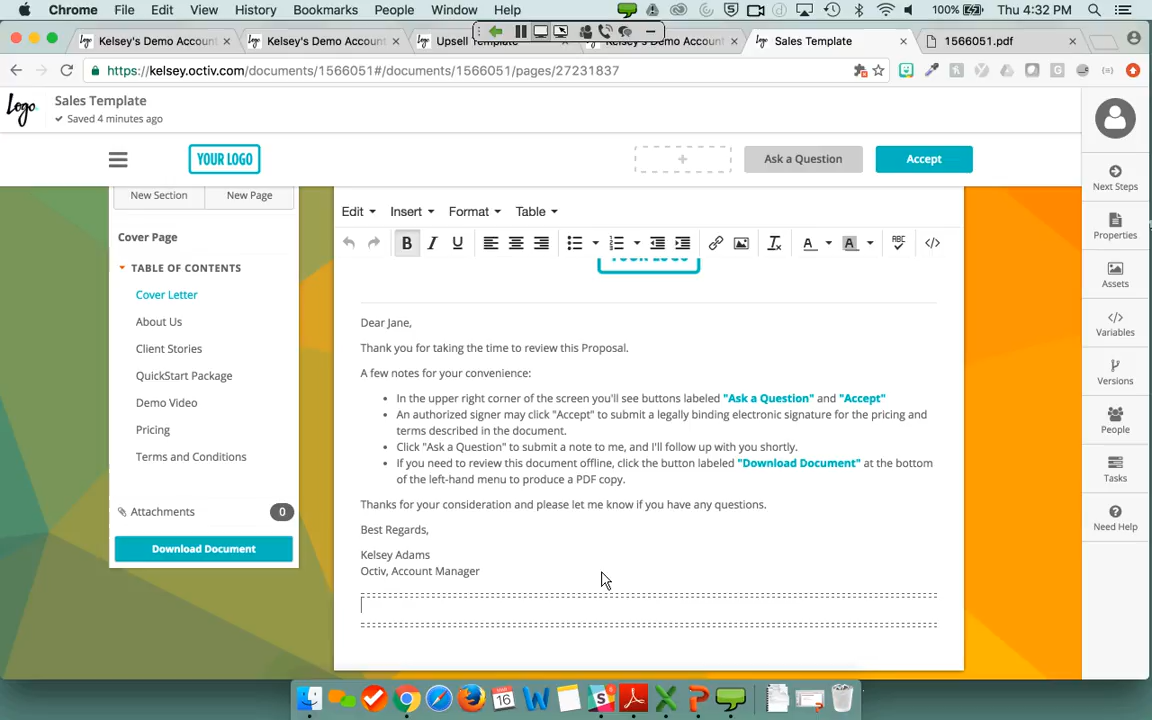 Chrome File Edit View History Bookmarks People Window Help
100% Thu 4:32 PM
Kelsey's Demo Account
Kelsey's Demo Account
Upsell Template
Kelsey's Demo Account
Sales Template
1566051.pdf
https://kelsey.octiv.com/documents/1566051#/documents/1566051/pages/27231837
Logo
Sales Template
Saved 4 minutes ago
YOUR LOGO
Ask a Question
Accept
Next Steps
Properties
Assets
Variables
Versions
People
Tasks
Need Help
New Section
New Page
Cover Page
TABLE OF CONTENTS
Cover Letter
About Us
Client Stories
QuickStart Package
Demo Video
Pricing
Terms and Conditions
Attachments 0
Download Document
Edit Insert Format Table
B I U A A ABC
YOUR LOGO
Dear Jane,
Thank you for taking the time to review this Proposal.
A few notes for your convenience:
• In the upper right corner of the screen you'll see buttons labeled "Ask a Question" and "Accept"
• An authorized signer may click "Accept" to submit a legally binding electronic signature for the pricing and
terms described in the document.
• Click "Ask a Question" to submit a note to me, and I'll follow up with you shortly.
• If you need to review this document offline, click the button labeled "Download Document" at the bottom
of the left-hand menu to produce a PDF copy.
Thanks for your consideration and please let me know if you have any questions.
Best Regards,
Kelsey Adams
Octiv, Account Manager
16